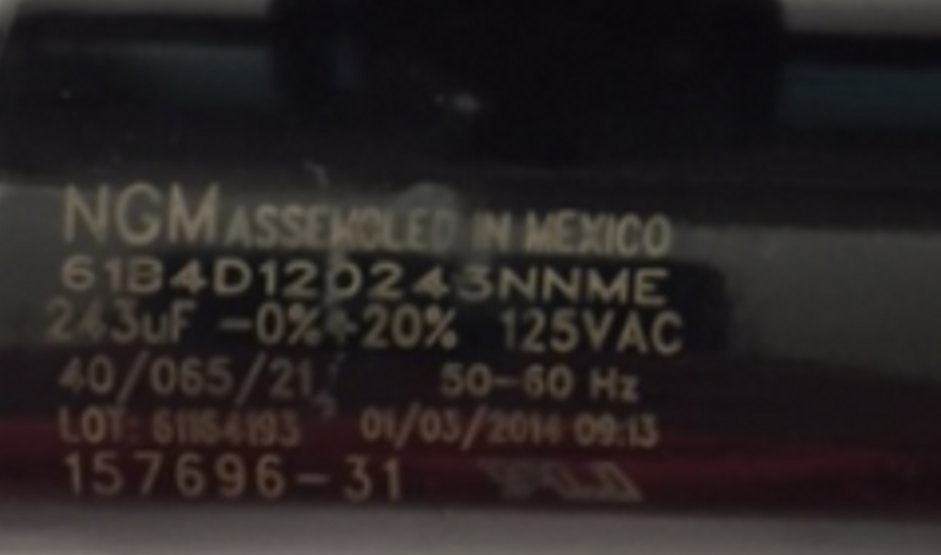 NGM ASSEMBLED IN MEXICO
61B4D120243NNME
243uF -0%+20% 125VAC
40/065/21 50-60 Hz
LOT: 61164193 01/03/2014 09:13
157696-31